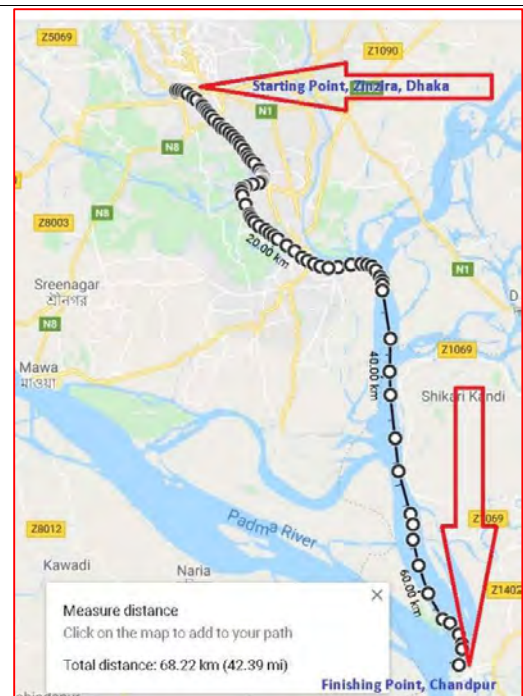 Z5069
Z1090
Starting Point, Zinzira, Dhaka
N1
N8
N8
Z8003
20.00 km
Sreenagar
শ্রীনগর
N1
N8
40.00 km
Z1069
Mawa
মাওয়া
Shikari Kandi
Padma River
Z8012
Kawadi
Naria
60.00 km
Z1402
Measure distance
Click on the map to add to your path
Total distance: 68.22 km (42.39 mi)
Finishing Point, Chandpur